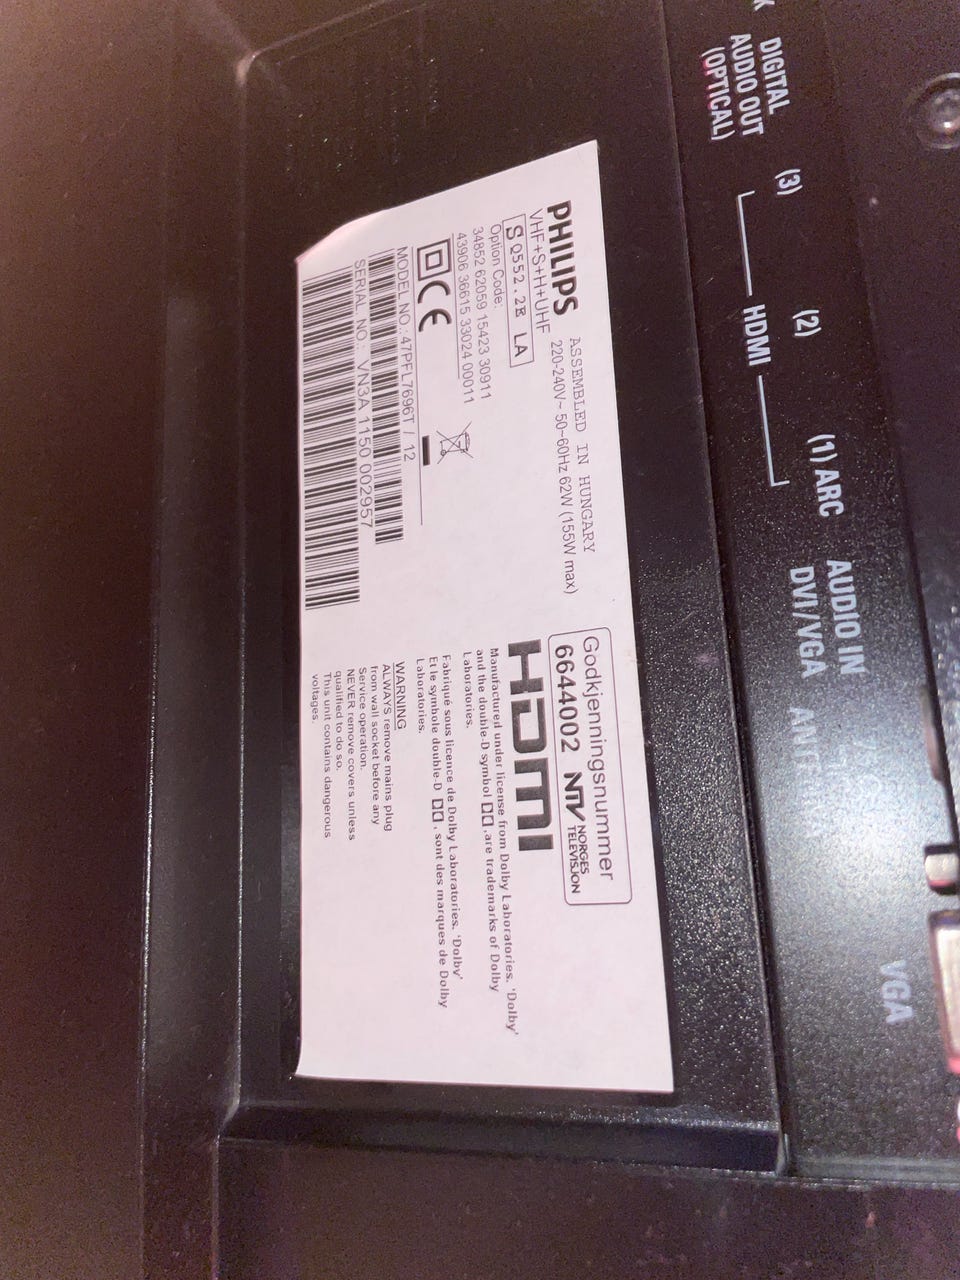 DIGITAL
AUDIO OUT
(OPTICAL)
(3)
(2)
(1) ARC
HDMI
AUDIO IN
DVI/VGA
VGA
PHILIPS
ASSEMBLED IN HUNGARY
VHF+S+H+UHF
220-240V~ 50~60Hz 62W (155W max)
S Q552.2E LA
Option Code:
34852 62059 15423 30911
43906 36615 33024 00011
CE
MODEL NO.: 47PFL7696T / 12
SERIAL NO.: VN3A 1150 002957
Godkjenningsnummer
6644002 NTV NORGES
TELEVISJON
HDMI
Manufactured under license from Dolby Laboratories. 'Dolby'
and the double-D symbol ,are trademarks of Dolby
Laboratories.
Fabriqué sous licence de Dolby Laboratories. 'Dolby'
Et le symbole double-D , sont des marques de Dolby
Laboratories.
WARNING
ALWAYS remove mains plug
from wall socket before any
Service operation.
NEVER remove covers unless
qualified to do so.
This unit contains dangerous
voltages.